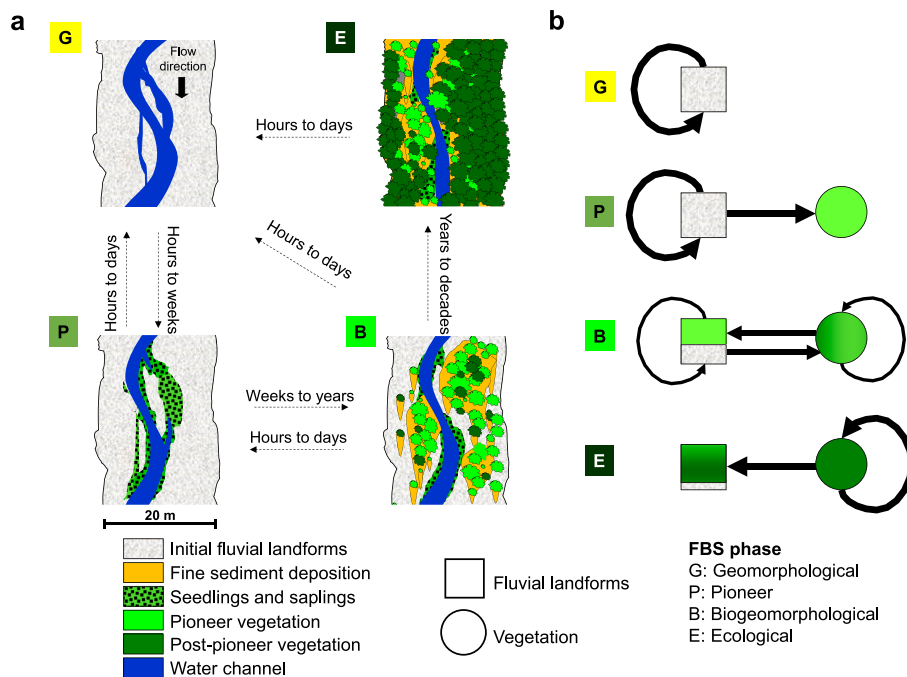 a
b
G
E
G
Flow
direction
Hours to days
P
Hours to days
Hours to weeks
Hours to days
Years to decades
P
B
B
Weeks to years
Hours to days
E
20 m
Initial fluvial landforms
Fine sediment deposition
Seedlings and saplings
Pioneer vegetation
Post-pioneer vegetation
Water channel
Fluvial landforms
Vegetation
FBS phase
G: Geomorphological
P: Pioneer
B: Biogeomorphological
E: Ecological